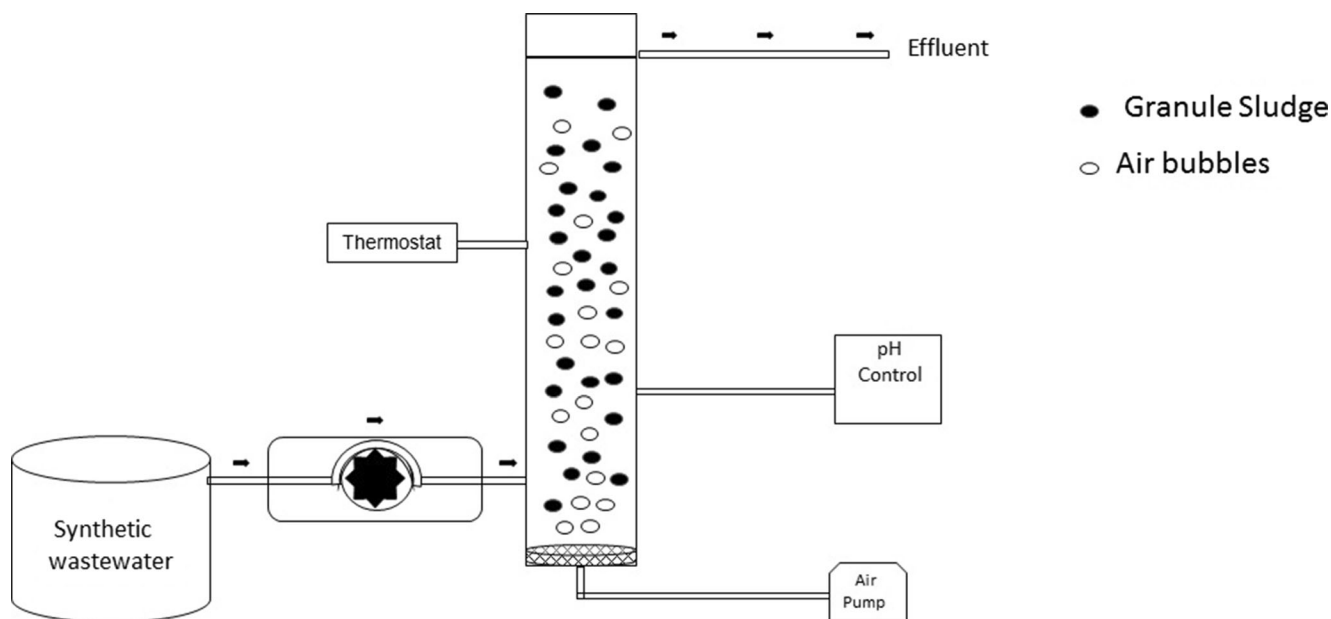 Effluent
Granule Sludge
Air bubbles
Thermostat
pH
Control
Synthetic
wastewater
Air
Pump